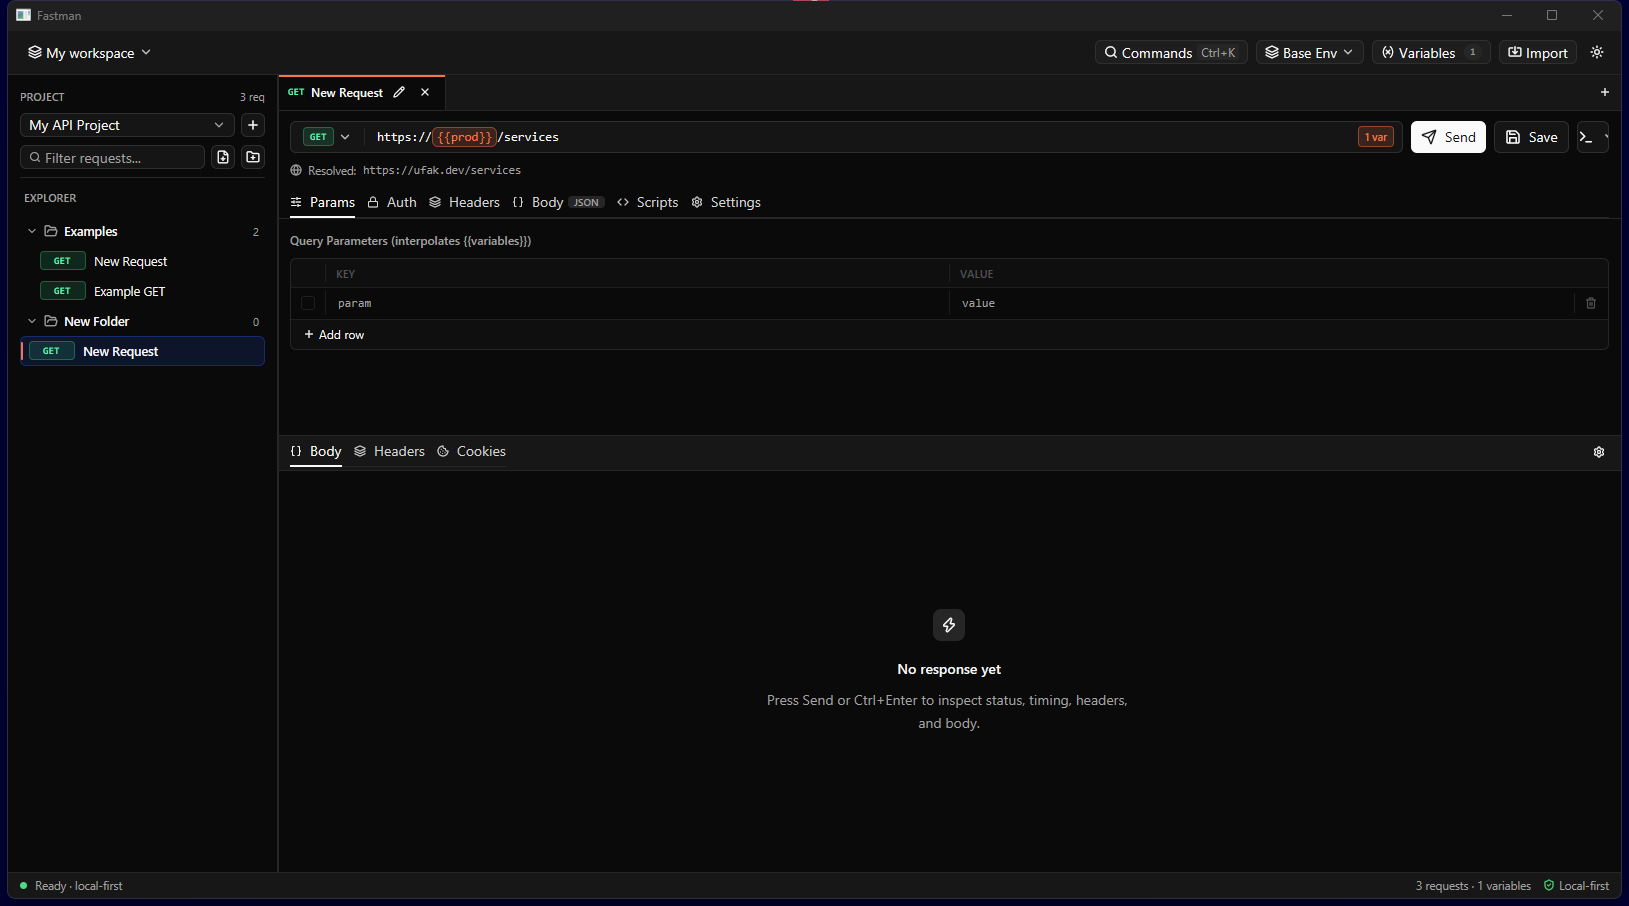 Fastman
My workspace
Commands Ctrl+K
Base Env
Variables 1
Import
PROJECT 3 req
My API Project
Filter requests...
EXPLORER
Examples 2
GET New Request
GET Example GET
New Folder 0
GET New Request
GET New Request
GET https://{{prod}}/services 1 var
Send
Save
Resolved: https://ufak.dev/services
Params Auth Headers Body JSON Scripts Settings
Query Parameters (interpolates {{variables}})
KEY VALUE
param value
+ Add row
Body Headers Cookies
No response yet
Press Send or Ctrl+Enter to inspect status, timing, headers,
and body.
Ready · local-first
3 requests · 1 variables Local-first